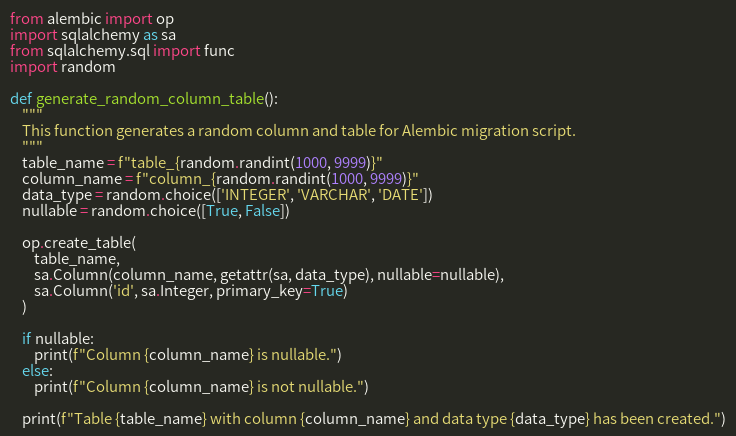 from alembic import op
import sqlalchemy as sa
from sqlalchemy.sql import func
import random

def generate_random_column_table():
    """
    This function generates a random column and table for Alembic migration script.
    """
    table_name = f"table_{random.randint(1000, 9999)}"
    column_name = f"column_{random.randint(1000, 9999)}"
    data_type = random.choice(['INTEGER', 'VARCHAR', 'DATE'])
    nullable = random.choice([True, False])

    op.create_table(
        table_name,
        sa.Column(column_name, getattr(sa, data_type), nullable=nullable),
        sa.Column('id', sa.Integer, primary_key=True)
    )

    if nullable:
        print(f"Column {column_name} is nullable.")
    else:
        print(f"Column {column_name} is not nullable.")

    print(f"Table {table_name} with column {column_name} and data type {data_type} has been created.")